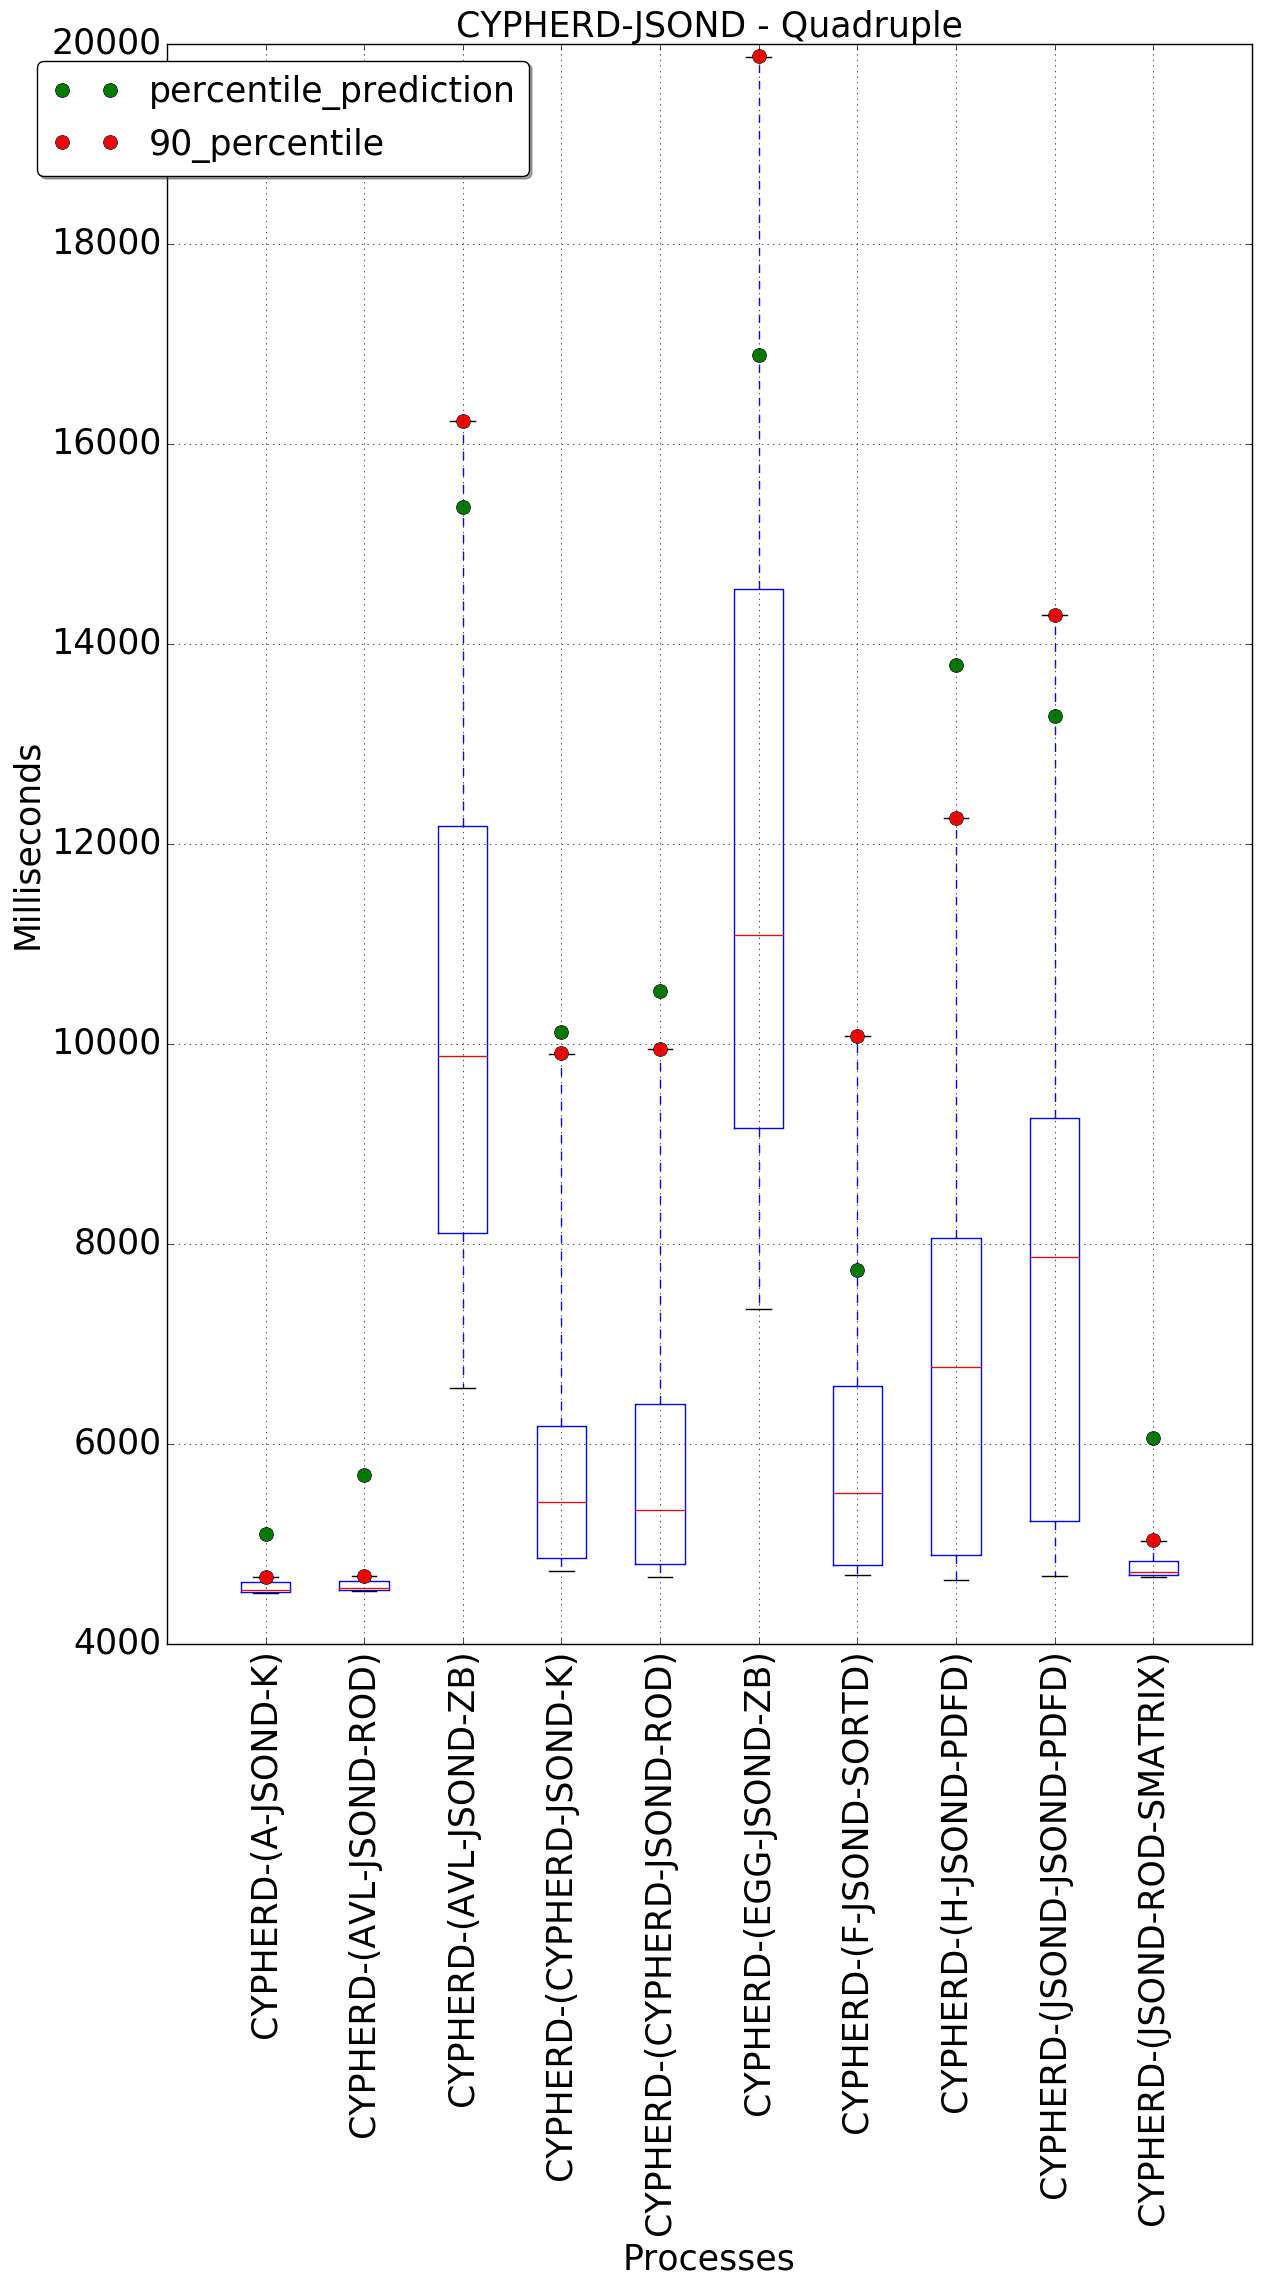 CYPHERD-JSOND - Quadruple
percentile_prediction
90_percentile
20000
18000
16000
14000
12000
10000
8000
6000
4000
Milliseconds
CYPHERD-(A-JSOND-K)
CYPHERD-(AVL-JSOND-ROD)
CYPHERD-(AVL-JSOND-ZB)
CYPHERD-(CYPHERD-JSOND-K)
CYPHERD-(CYPHERD-JSOND-ROD)
CYPHERD-(EGG-JSOND-ZB)
CYPHERD-(F-JSOND-SORTD)
CYPHERD-(H-JSOND-PDFD)
CYPHERD-(JSOND-JSOND-PDFD)
CYPHERD-(JSOND-ROD-SMATRIX)
Processes